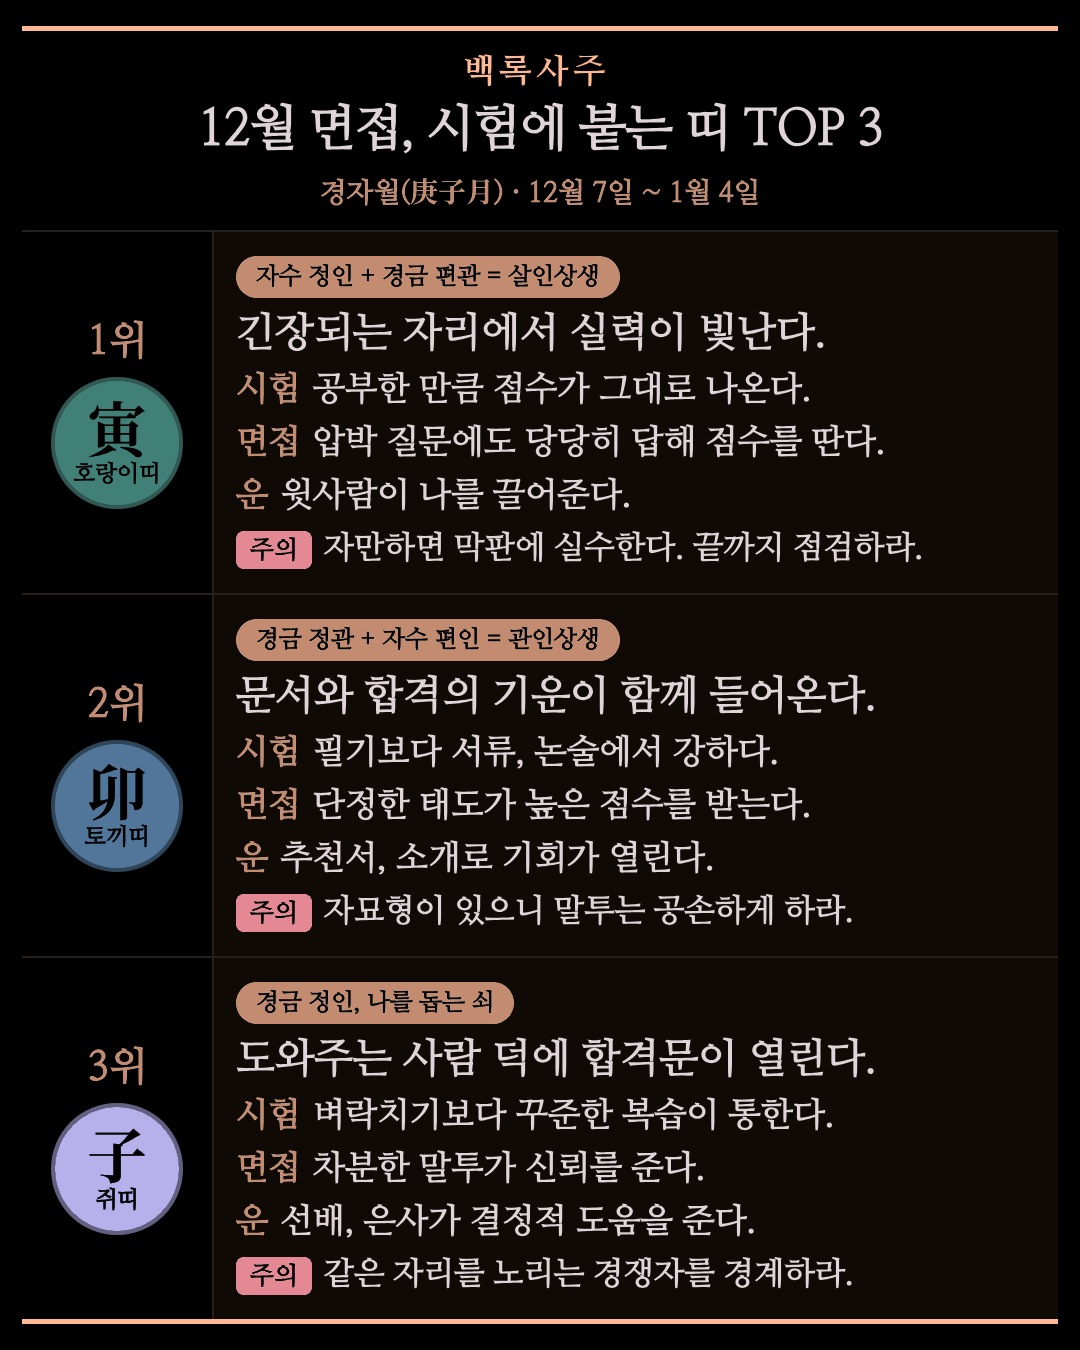 백록사주
12월 면접, 시험에 붙는 띠 TOP 3
경자월(庚子月) · 12월 7일 ~ 1월 4일
1위
寅
호랑이띠
자수 정인 + 경금 편관 = 살인상생
긴장되는 자리에서 실력이 빛난다.
시험 공부한 만큼 점수가 그대로 나온다.
면접 압박 질문에도 당당히 답해 점수를 딴다.
운 윗사람이 나를 끌어준다.
주의 자만하면 막판에 실수한다. 끝까지 점검하라.
2위
卯
토끼띠
경금 정관 + 자수 편인 = 관인상생
문서와 합격의 기운이 함께 들어온다.
시험 필기보다 서류, 논술에서 강하다.
면접 단정한 태도가 높은 점수를 받는다.
운 추천서, 소개로 기회가 열린다.
주의 자묘형이 있으니 말투는 공손하게 하라.
3위
子
쥐띠
경금 정인, 나를 돕는 쇠
도와주는 사람 덕에 합격문이 열린다.
시험 벼락치기보다 꾸준한 복습이 통한다.
면접 차분한 말투가 신뢰를 준다.
운 선배, 은사가 결정적 도움을 준다.
주의 같은 자리를 노리는 경쟁자를 경계하라.